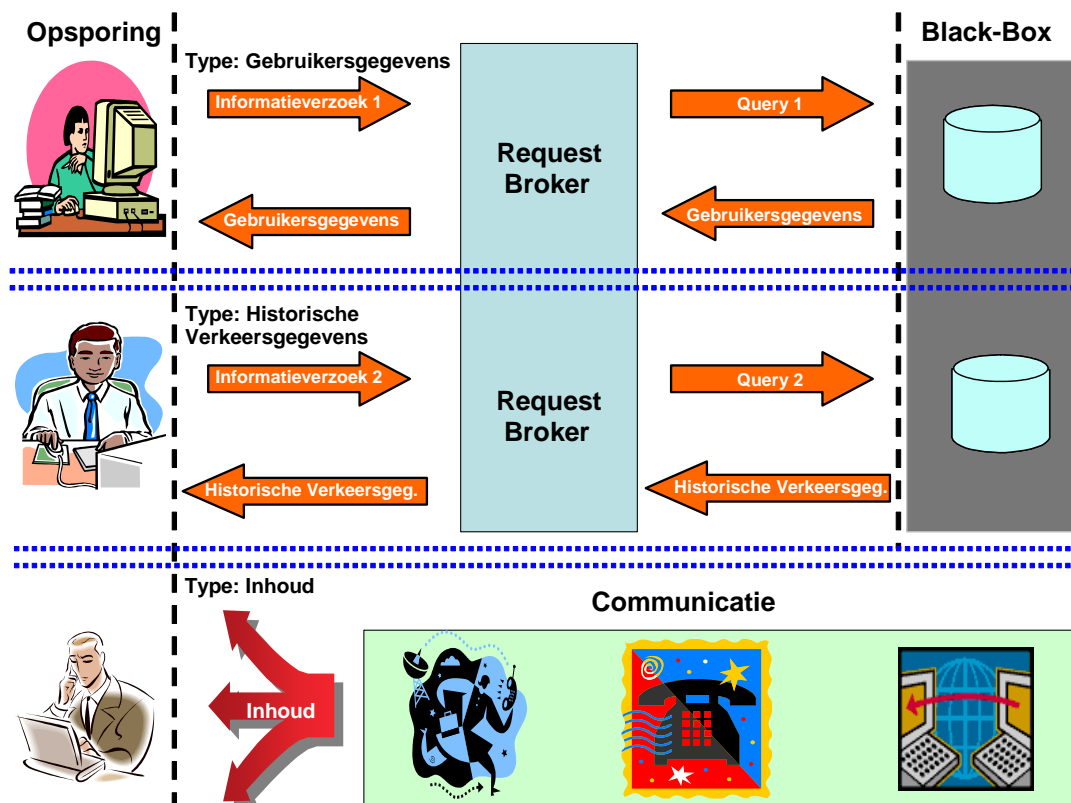 Opsporing
Black-Box
Type: Gebruikersgegevens
Informatieverzoek 1
Query 1
Request
Broker
Gebruikersgegevens
Gebruikersgegevens
Type: Historische
Verkeersgegevens
Informatieverzoek 2
Query 2
Request
Broker
Historische Verkeersgeg.
Historische Verkeersgeg.
Type: Inhoud
Communicatie
Inhoud